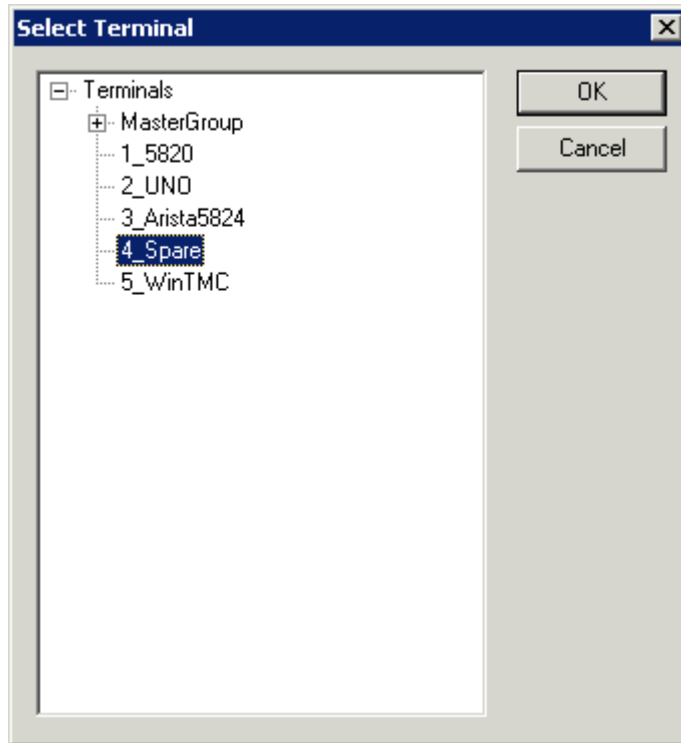 Select Terminal
Terminals
MasterGroup
1_5820
2_UNO
3_Arista5824
4_Spare
5_WinTMC
OK
Cancel